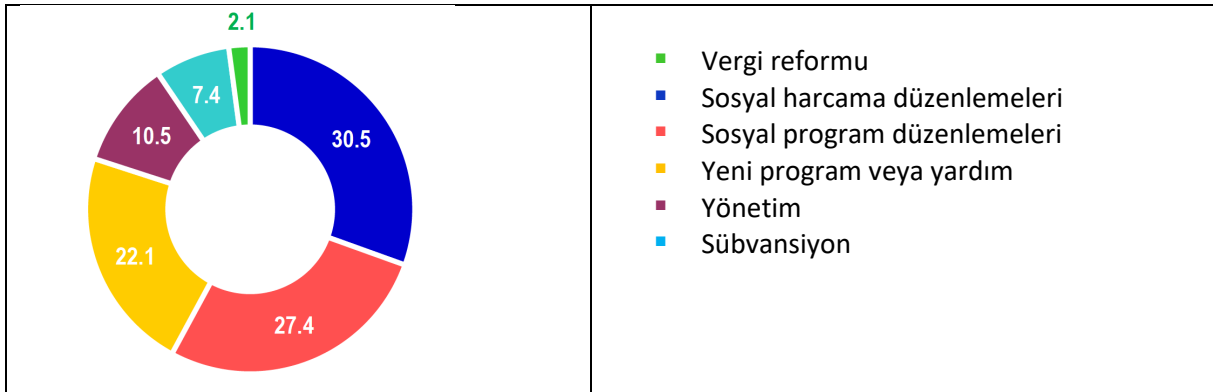 2.1
7.4
30.5
10.5
22.1
27.4
Vergi reformu
Sosyal harcama düzenlemeleri
Sosyal program düzenlemeleri
Yeni program veya yardım
Yönetim
Sübvansiyon